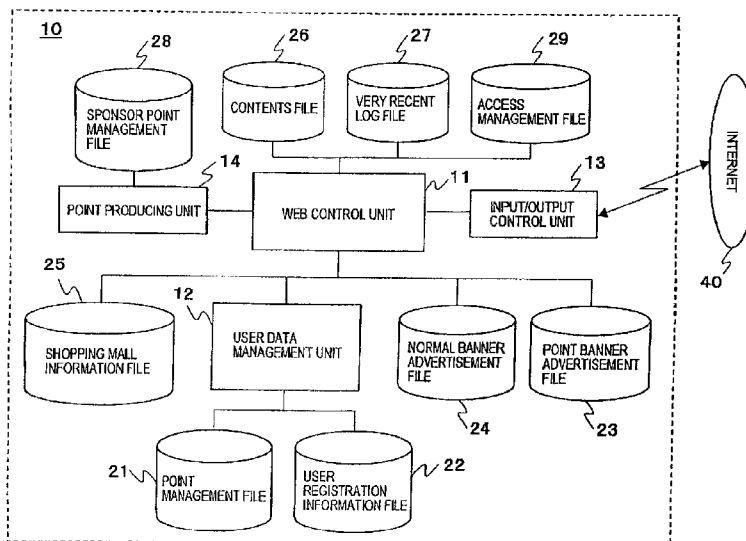 10
28
26
27
29
SPONSOR POINT
MANAGEMENT
FILE
CONTENTS FILE
VERY RECENT
LOG FILE
ACCESS
MANAGEMENT FILE
INTERNET
14
11
13
POINT PRODUCING UNIT
WEB CONTROL UNIT
INPUT/OUTPUT
CONTROL UNIT
40
25
12
SHOPPING MALL
INFORMATION FILE
USER DATA
MANAGEMENT UNIT
NORMAL BANNER
ADVERTISEMENT
FILE
POINT BANNER
ADVERTISEMENT
FILE
24
23
21
22
POINT
MANAGEMENT FILE
USER
REGISTRATION
INFORMATION FILE